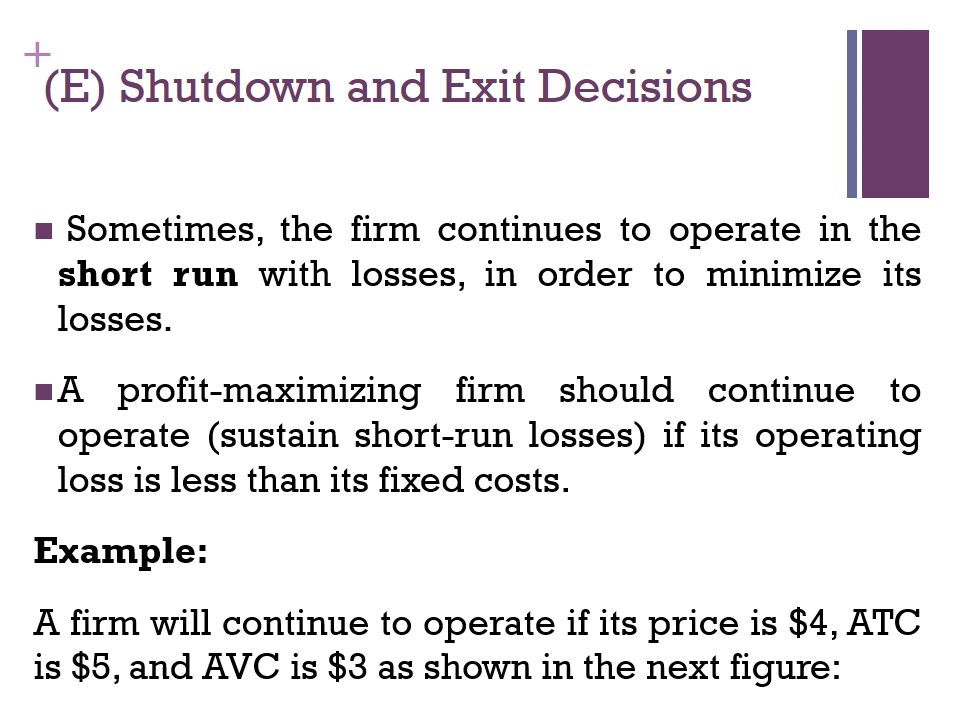 +
(E) Shutdown and Exit Decisions
■ Sometimes, the firm continues to operate in the
short run with losses, in order to minimize its
losses.
■ A profit-maximizing firm should continue to
operate (sustain short-run losses) if its operating
loss is less than its fixed costs.
Example:
A firm will continue to operate if its price is $4, ATC
is $5, and AVC is $3 as shown in the next figure: